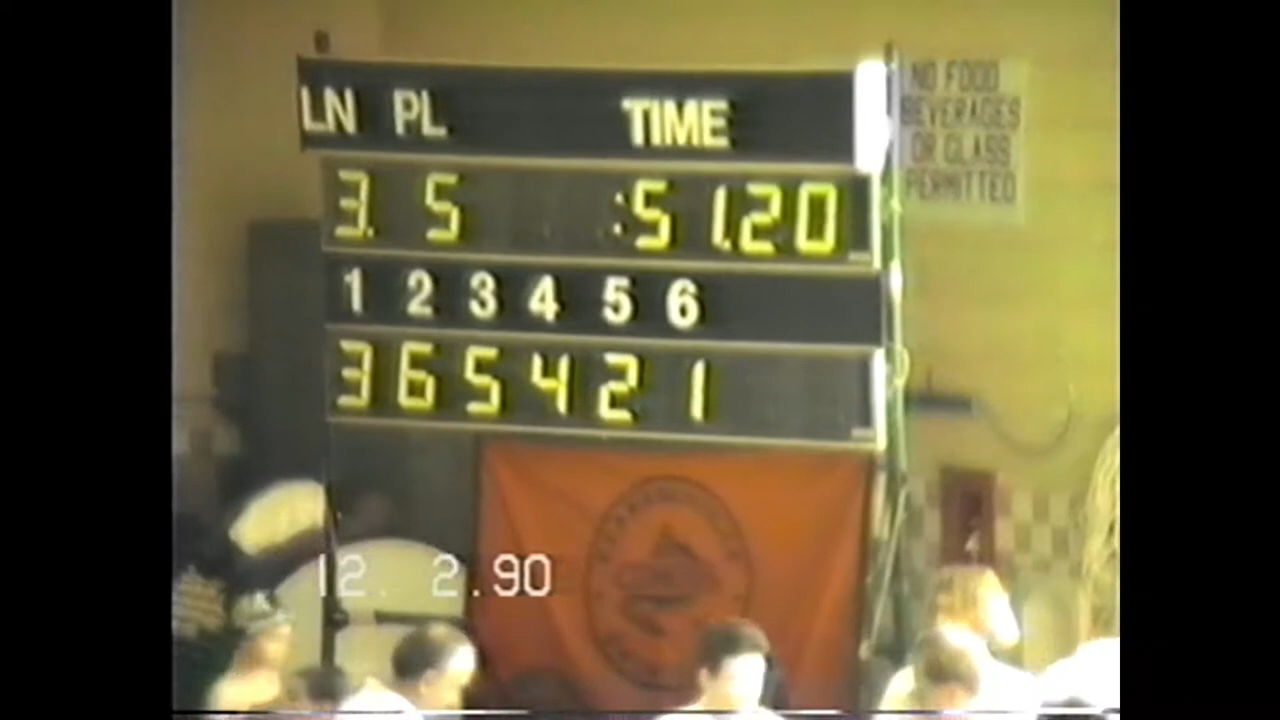 LN PL TIME
3. 5 :51.20
1 2 3 4 5 6
3 6 5 4 2 1
NO FOOD
BEVERAGES
OR GLASS
PERMITTED
12. 2.90